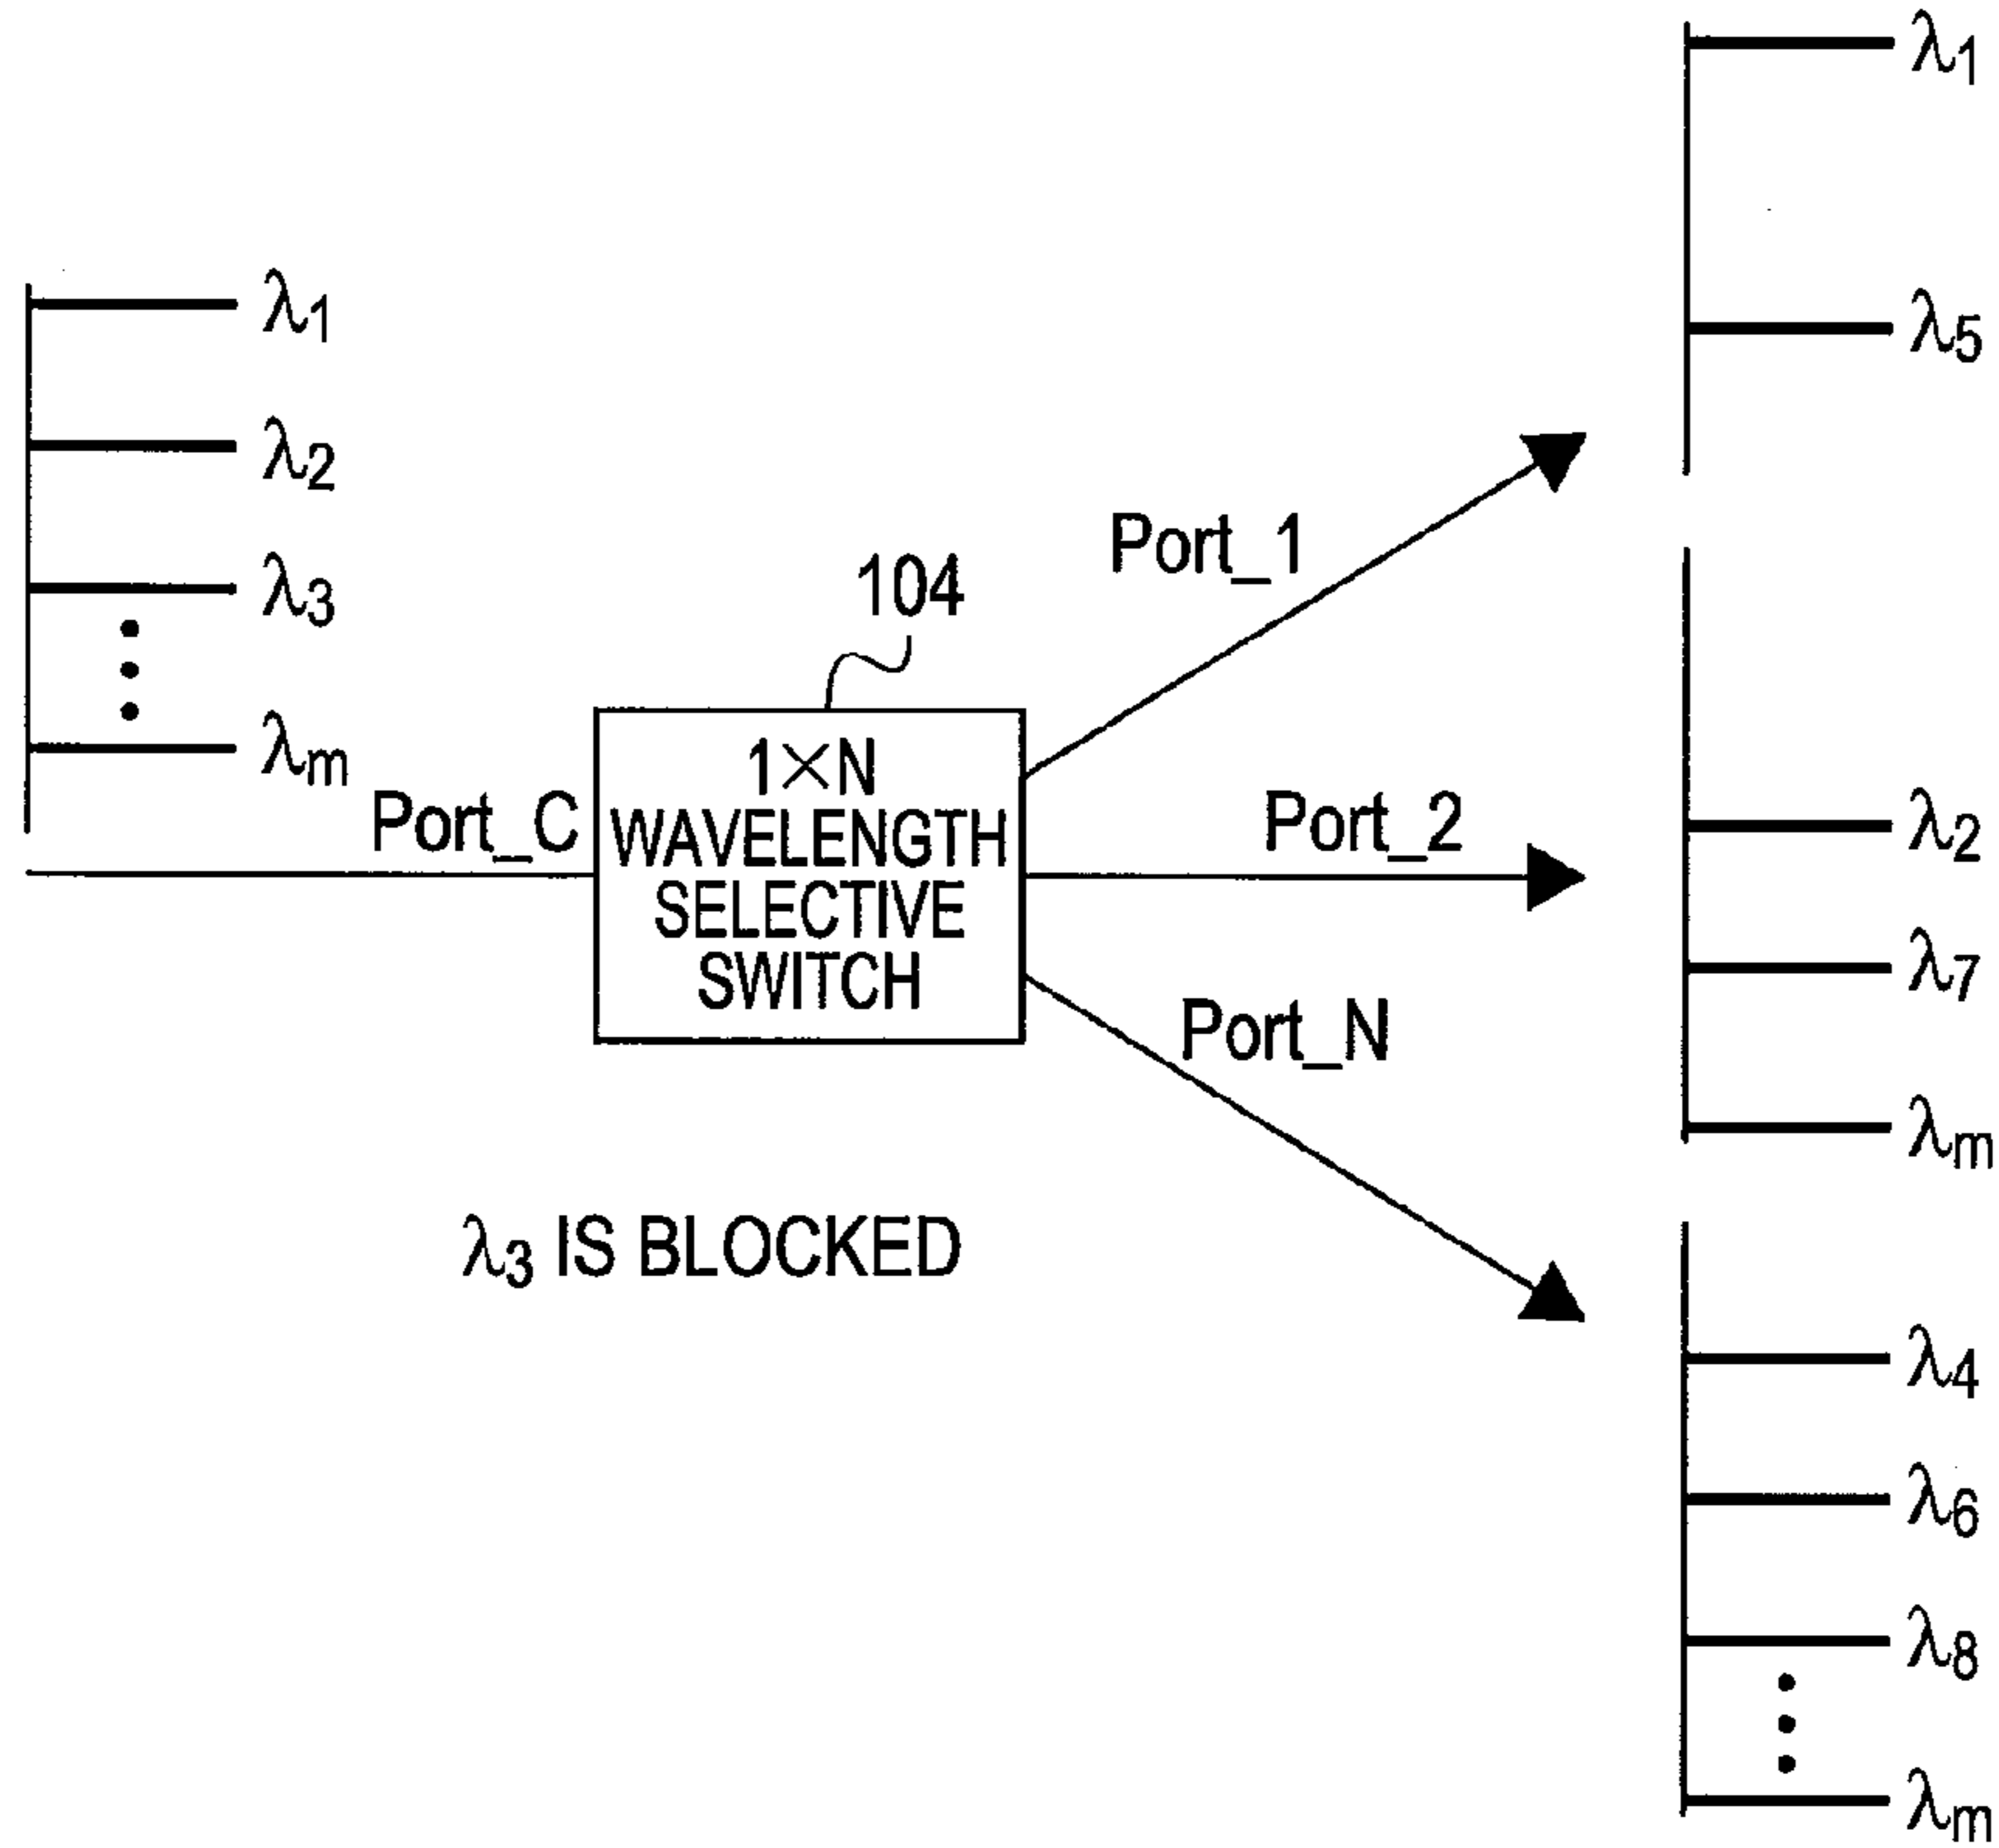 λ1
λ2
λ3
λm
Port_C
104
1×N
WAVELENGTH
SELECTIVE
SWITCH
Port_1
Port_2
Port_N
λ3 IS BLOCKED
λ1
λ5
λ2
λ7
λm
λ4
λ6
λ8
λm